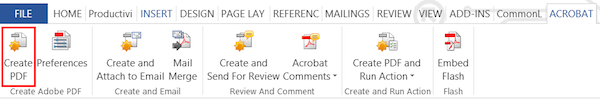 FILE HOME Productivi INSERT DESIGN PAGE LAY REFERENC MAILINGS REVIEW VIEW ADD-INS CommonL ACROBAT
Create Preferences Create and Mail Create and Acrobat Create PDF and Embed
PDF Attach to Email Merge Send For Review Comments Run Action Flash
Create Adobe PDF Create and Email Review And Comment Create and Run Action Flash